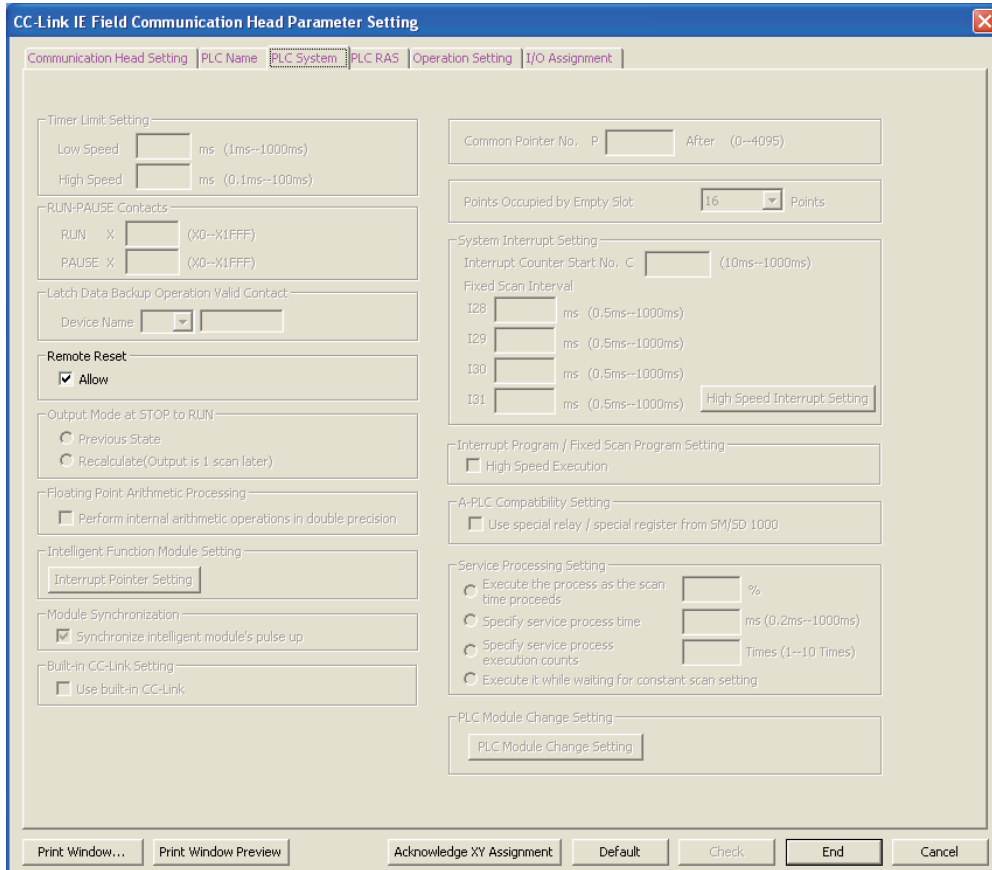 CC-Link IE Field Communication Head Parameter Setting
Communication Head Setting PLC Name PLC System PLC RAS Operation Setting I/O Assignment
Timer Limit Setting
Low Speed ms (1ms--1000ms)
High Speed ms (0.1ms--100ms)
RUN-PAUSE Contacts
RUN X (X0--X1FFF)
PAUSE X (X0--X1FFF)
Latch Data Backup Operation Valid Contact
Device Name
Remote Reset
Allow
Output Mode at STOP to RUN
Previous State
Recalculate(Output is 1 scan later)
Floating Point Arithmetic Processing
Perform internal arithmetic operations in double precision
Intelligent Function Module Setting
Interrupt Pointer Setting
Module Synchronization
Synchronize intelligent module's pulse up
Built-in CC-Link Setting
Use built-in CC-Link
Common Pointer No. P After (0--4095)
Points Occupied by Empty Slot 16 Points
System Interrupt Setting
Interrupt Counter Start No. C (10ms--1000ms)
Fixed Scan Interval
I28 ms (0.5ms--1000ms)
I29 ms (0.5ms--1000ms)
I30 ms (0.5ms--1000ms)
I31 ms (0.5ms--1000ms) High Speed Interrupt Setting
Interrupt Program / Fixed Scan Program Setting
High Speed Execution
A-PLC Compatibility Setting
Use special relay / special register from SM/SD 1000
Service Processing Setting
Execute the process as the scan
time proceeds %
Specify service process time ms (0.2ms--1000ms)
Specify service process
execution counts Times (1--10 Times)
Execute it while waiting for constant scan setting
PLC Module Change Setting
PLC Module Change Setting
Print Window... Print Window Preview Acknowledge XY Assignment Default Check End Cancel